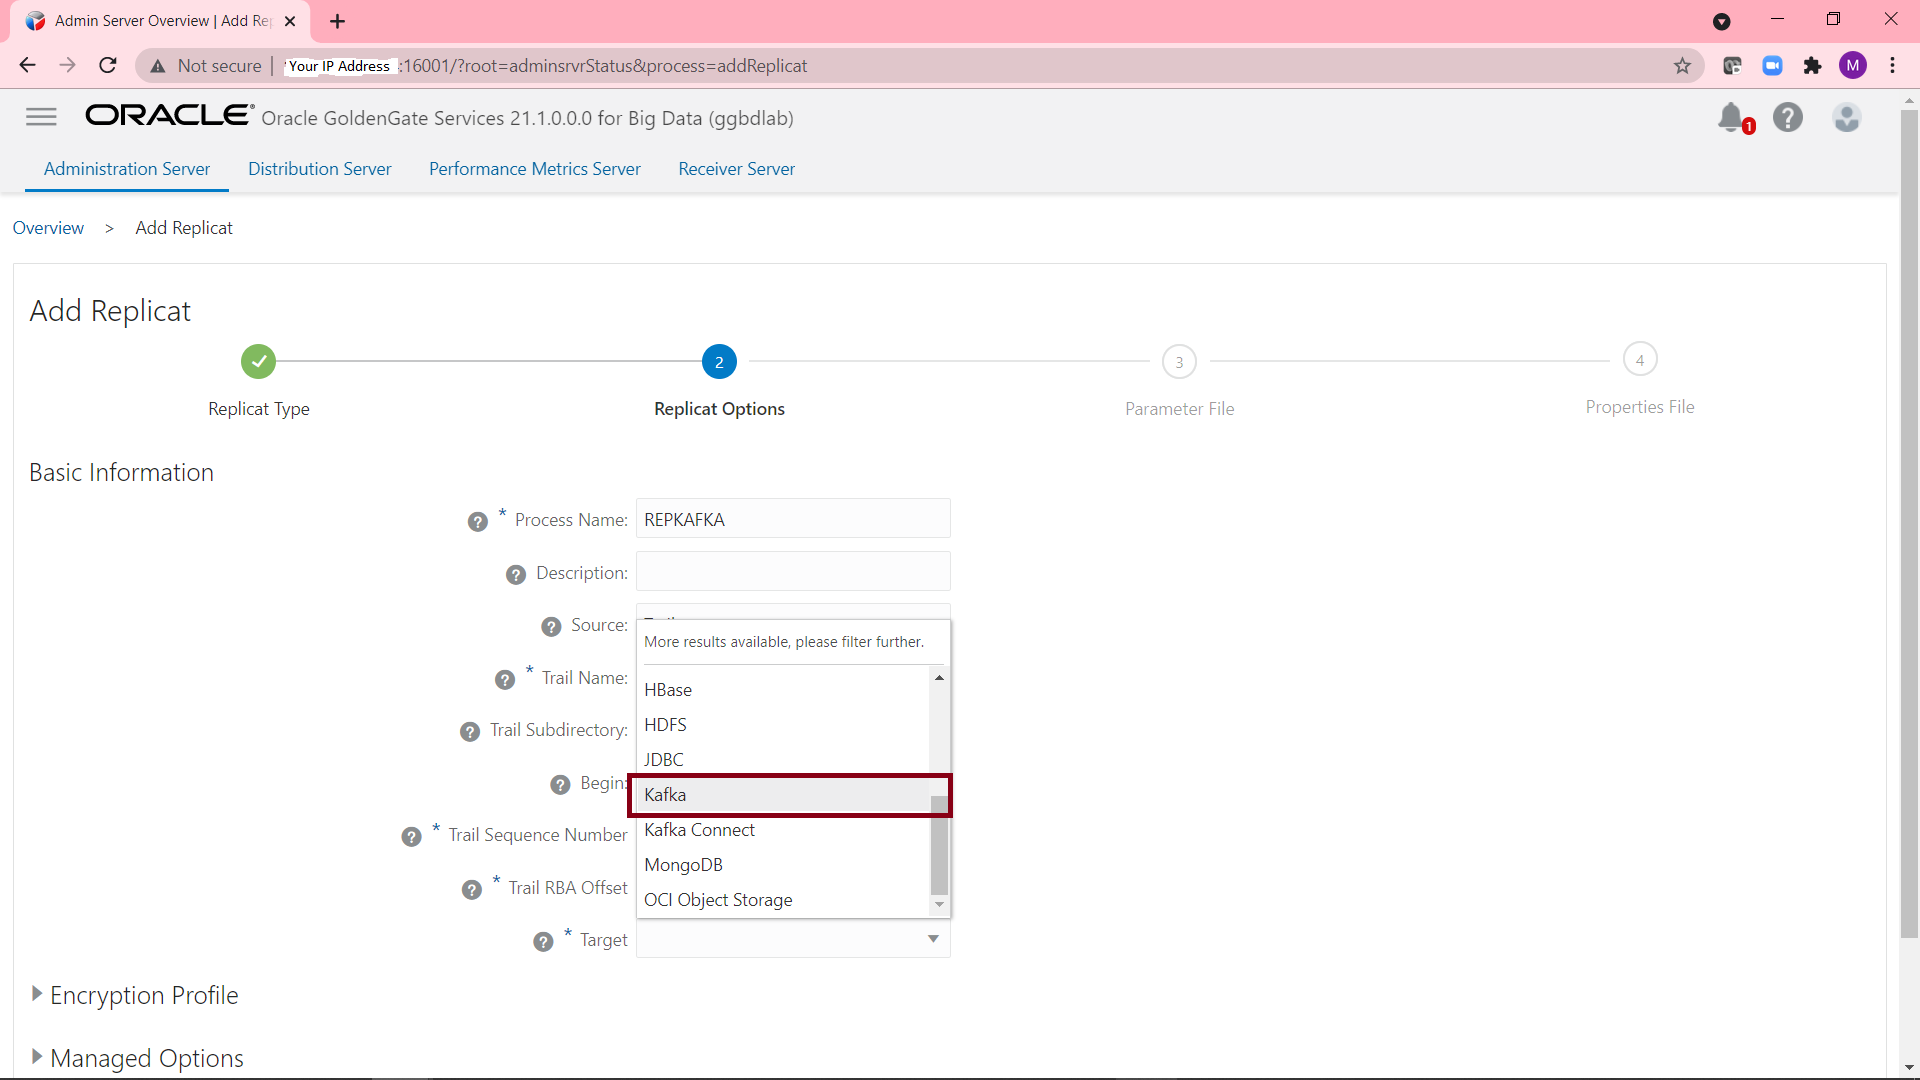 Admin Server Overview | Add Rep
Not secure | Your IP Address :16001/?root=adminsrvrStatus&process=addReplicat
M
ORACLE Oracle GoldenGate Services 21.1.0.0.0 for Big Data (ggbdlab)
1
?
Administration Server Distribution Server Performance Metrics Server Receiver Server
Overview > Add Replicat
Add Replicat
2 3 4
Replicat Type Replicat Options Parameter File Properties File
Basic Information
? * Process Name: REPKAFKA
? Description:
? Source:
More results available, please filter further.
? * Trail Name:
HBase
HDFS
? Trail Subdirectory:
JDBC
? Begin:
Kafka
? * Trail Sequence Number
Kafka Connect
MongoDB
? * Trail RBA Offset
OCI Object Storage
? * Target
Encryption Profile
Managed Options